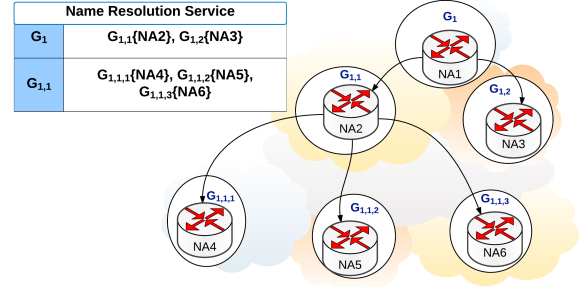 Name Resolution Service
G1 G1,1{NA2}, G1,2{NA3}
G1,1 G1,1,1{NA4}, G1,1,2{NA5},
G1,1,3{NA6}
G1
NA1
G1,1
NA2
G1,2
NA3
G1,1,1
NA4
G1,1,2
NA5
G1,1,3
NA6